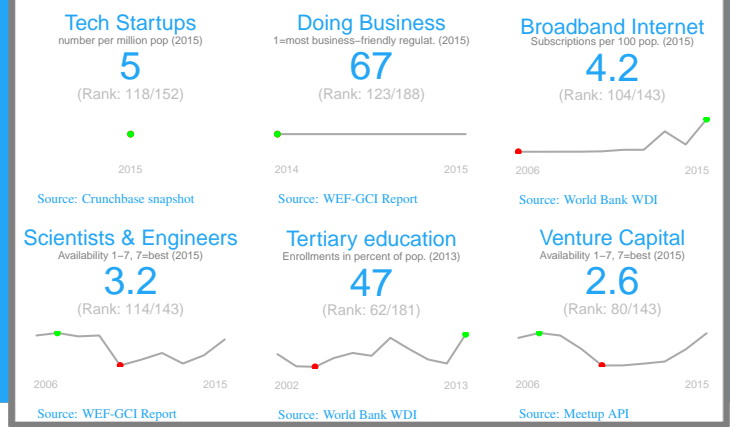 Tech Startups
number per million pop (2015)
5
(Rank: 118/152)
2015
Source: Crunchbase snapshot
Doing Business
1=most business−friendly regulat. (2015)
67
(Rank: 123/188)
2014 2015
Source: WEF-GCI Report
Broadband Internet
Subscriptions per 100 pop. (2015)
4.2
(Rank: 104/143)
2006 2015
Source: World Bank WDI
Scientists & Engineers
Availability 1−7, 7=best (2015)
3.2
(Rank: 114/143)
2006 2015
Source: WEF-GCI Report
Tertiary education
Enrollments in percent of pop. (2013)
47
(Rank: 62/181)
2002 2013
Source: World Bank WDI
Venture Capital
Availability 1−7, 7=best (2015)
2.6
(Rank: 80/143)
2006 2015
Source: Meetup API